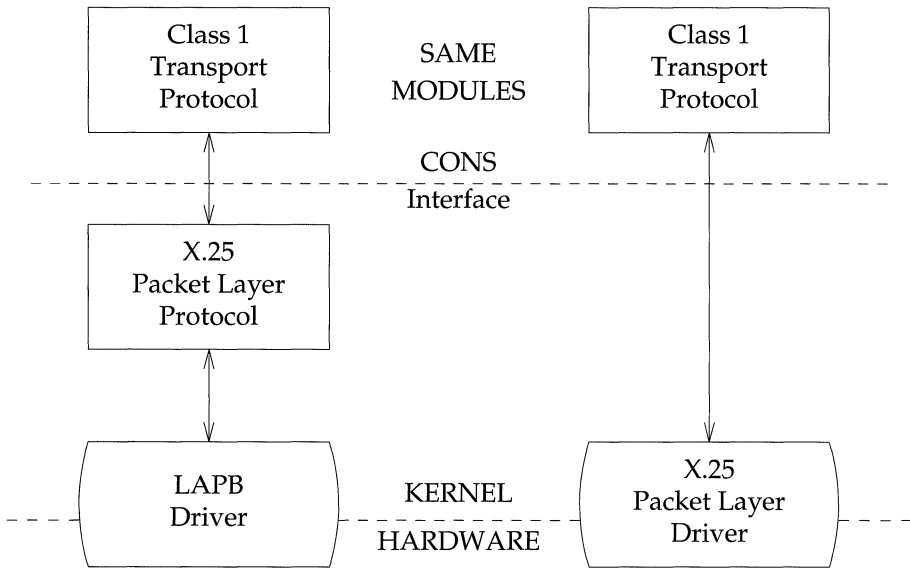 Class 1
Transport
Protocol
SAME
MODULES
Class 1
Transport
Protocol
CONS
Interface
X.25
Packet Layer
Protocol
LAPB
Driver
KERNEL
HARDWARE
X.25
Packet Layer
Driver